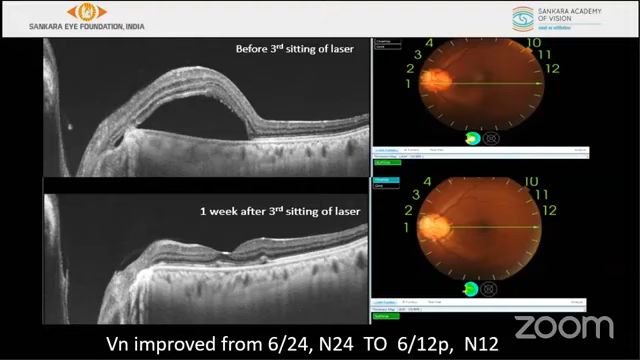 SANKARA EYE FOUNDATION, INDIA
SANKARA ACADEMY
OF VISION
Before 3rd sitting of laser
4
3
2
1
10
11
12
1 week after 3rd sitting of laser
4
3
2
1
10
11
12
zoom
Vn improved from 6/24, N24 TO 6/12p, N12